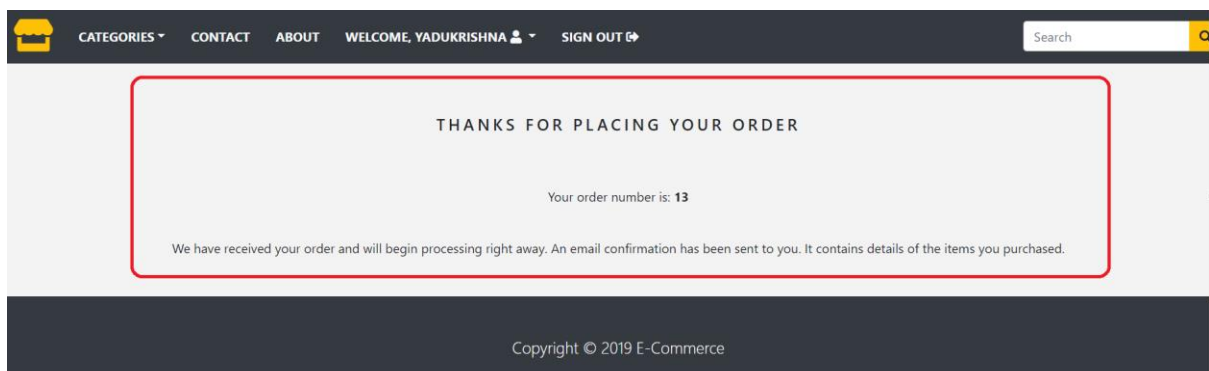 CATEGORIES CONTACT ABOUT WELCOME, YADUKRISHNA SIGN OUT Search
THANKS FOR PLACING YOUR ORDER
Your order number is: 13
We have received your order and will begin processing right away. An email confirmation has been sent to you. It contains details of the items you purchased.
Copyright © 2019 E-Commerce